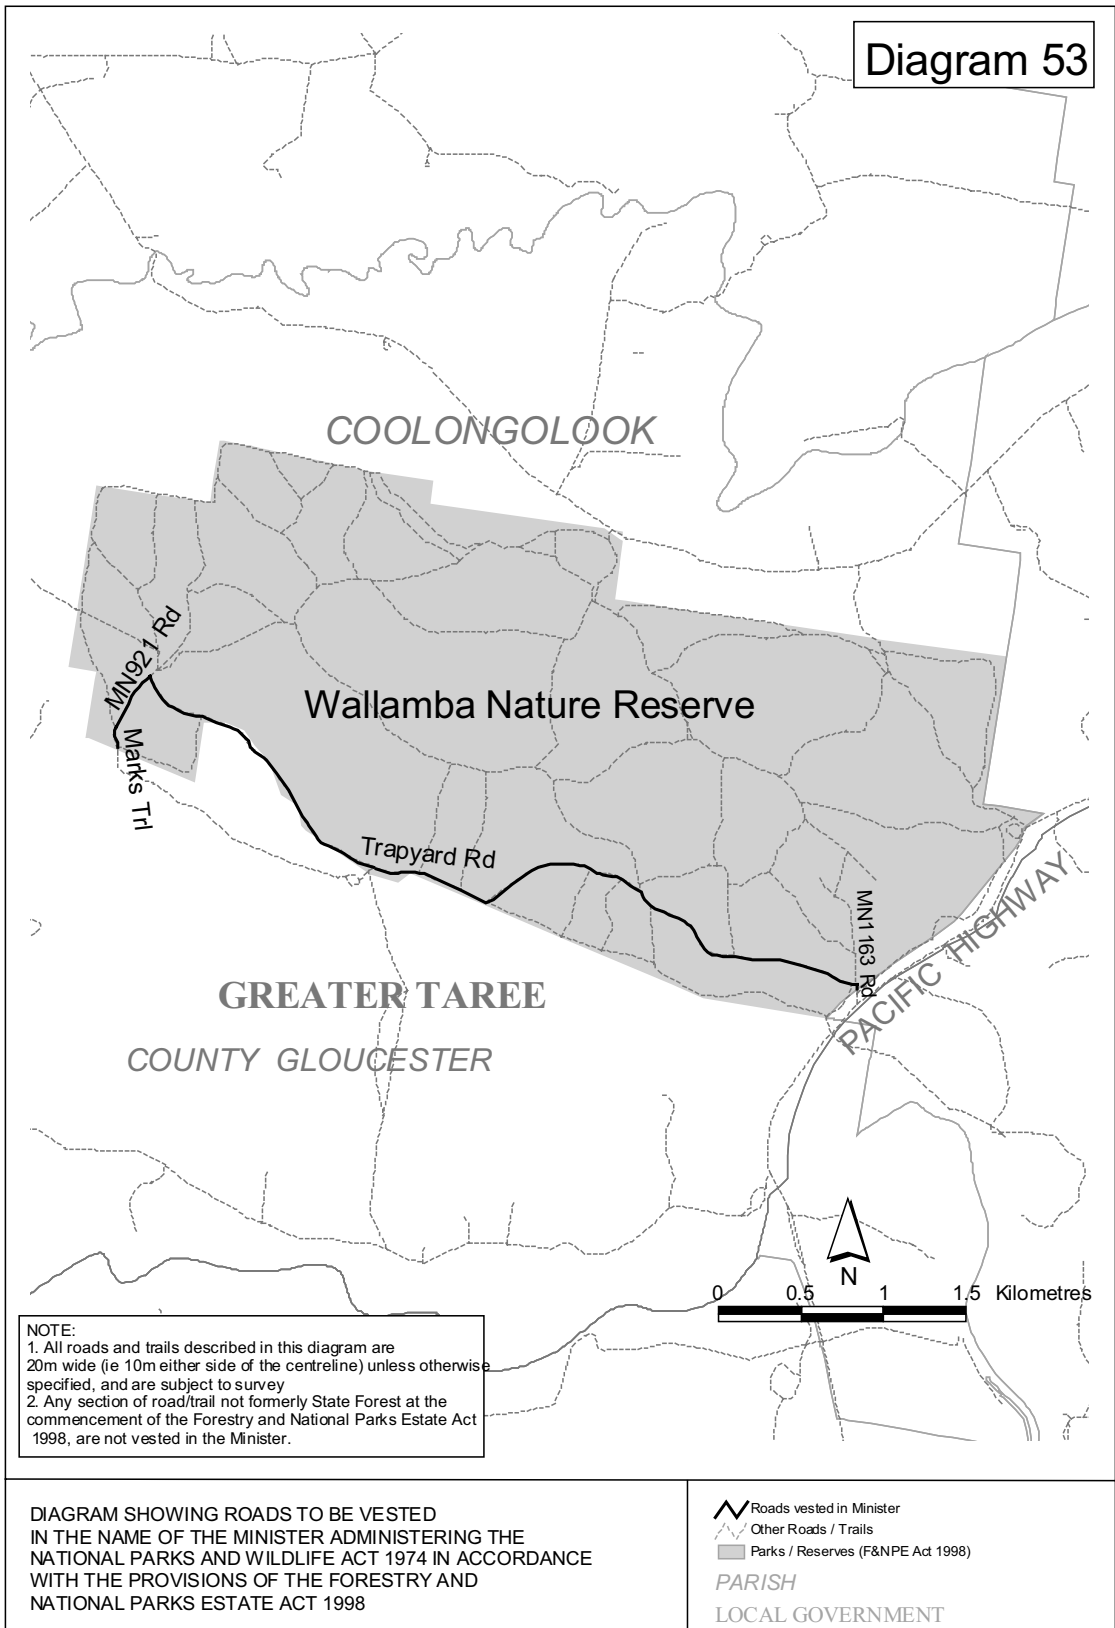 Diagram 53
COOLONGOLOOK
MN921 Rd
Wallamba Nature Reserve
Marks Trl
Trapyard Rd
MN1163 Rd
PACIFIC HIGHWAY
GREATER TAREE
COUNTY GLOUCESTER
N
0 0.5 1 1.5 Kilometres
NOTE:
1. All roads and trails described in this diagram are
20m wide (ie 10m either side of the centreline) unless otherwise
specified, and are subject to survey
2. Any section of road/trail not formerly State Forest at the
commencement of the Forestry and National Parks Estate Act
1998, are not vested in the Minister.
DIAGRAM SHOWING ROADS TO BE VESTED
IN THE NAME OF THE MINISTER ADMINISTERING THE
NATIONAL PARKS AND WILDLIFE ACT 1974 IN ACCORDANCE
WITH THE PROVISIONS OF THE FORESTRY AND
NATIONAL PARKS ESTATE ACT 1998
Roads vested in Minister
Other Roads / Trails
Parks / Reserves (F&NPE Act 1998)
PARISH
LOCAL GOVERNMENT